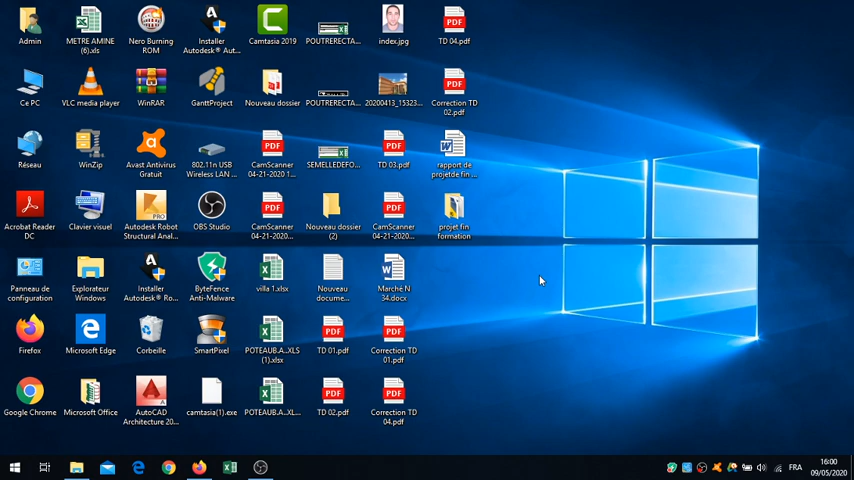 Admin
METRE AMINE
(6).xls
Nero Burning
ROM
Installer
Autodesk® Aut...
Camtasia 2019
POUTRERECTA...
index.jpg
TD 04.pdf
Ce PC
VLC media player
WinRAR
GanttProject
Nouveau dossier
POUTRERECTA...
20200413_15323...
Correction TD
02.pdf
Réseau
WinZip
Avast Antivirus
Gratuit
802.11n USB
Wireless LAN ...
CamScanner
04-21-2020 1...
SEMELLEDEFO...
TD 03.pdf
rapport de
projetde fin ...
Acrobat Reader
DC
Clavier visuel
Autodesk Robot
Structural Anal...
OBS Studio
CamScanner
04-21-2020...
Nouveau dossier
(2)
CamScanner
04-21-2020...
projet fin
formation
Panneau de
configuration
Explorateur
Windows
Installer
Autodesk® Ro...
ByteFence
Anti-Malware
villa 1.xlsx
Nouveau
docume...
Marché N
34.docx
Firefox
Microsoft Edge
Corbeille
SmartPixel
POTEAUB.A...XLS
(1).xlsx
TD 01.pdf
Correction TD
01.pdf
Google Chrome
Microsoft Office
AutoCAD
Architecture 20...
camtasia(1).exe
POTEAUB.A...XL...
TD 02.pdf
Correction TD
04.pdf
FRA
16:00
09/05/2020